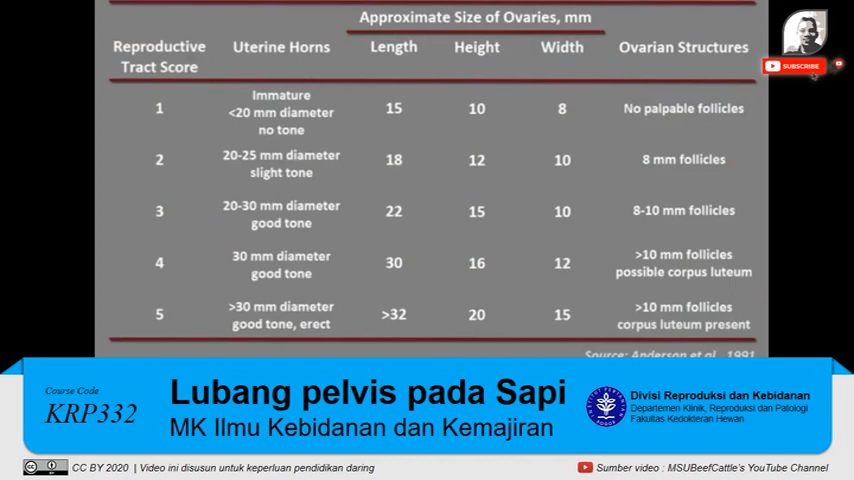 Approximate Size of Ovaries, mm
Reproductive Tract Score Uterine Horns Length Height Width Ovarian Structures
1 Immature <20 mm diameter no tone 15 10 8 No palpable follicles
2 20-25 mm diameter slight tone 18 12 10 8 mm follicles
3 20-30 mm diameter good tone 22 15 10 8-10 mm follicles
4 30 mm diameter good tone 30 16 12 >10 mm follicles possible corpus luteum
5 >30 mm diameter good tone, erect >32 20 15 >10 mm follicles corpus luteum present
Source: Anderson et al., 1991
SUBSCRIBE
Course Code
KRP332
Lubang pelvis pada Sapi
MK Ilmu Kebidanan dan Kemajiran
INSTITUT PERTANIAN BOGOR
Divisi Reproduksi dan Kebidanan
Departemen Klinik, Reproduksi dan Patologi
Fakultas Kedokteran Hewan
CC BY 2020 | Video ini disusun untuk keperluan pendidikan daring
Sumber video : MSUBeefCattle's YouTube Channel